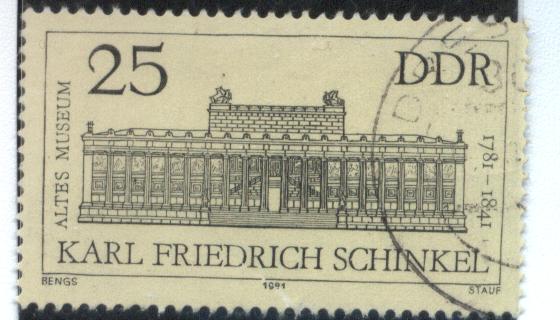 25
DDR
ALTES MUSEUM
1781-1841
KARL FRIEDRICH SCHINKEL
BENGS
1981
STAUF